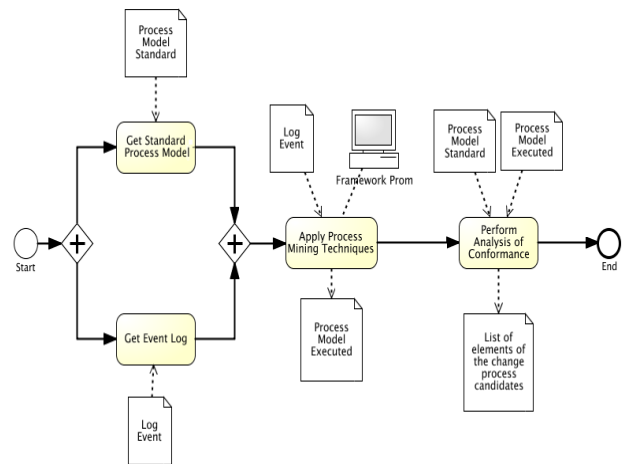 Process
Model
Standard
Get Standard
Process Model
Log
Event
Framework Prom
Process
Model
Standard
Process
Model
Executed
Start
Apply Process
Mining Techniques
Perform
Analysis of
Conformance
End
Get Event Log
Process
Model
Executed
List of
elements of
the change
process
candidates
Log
Event